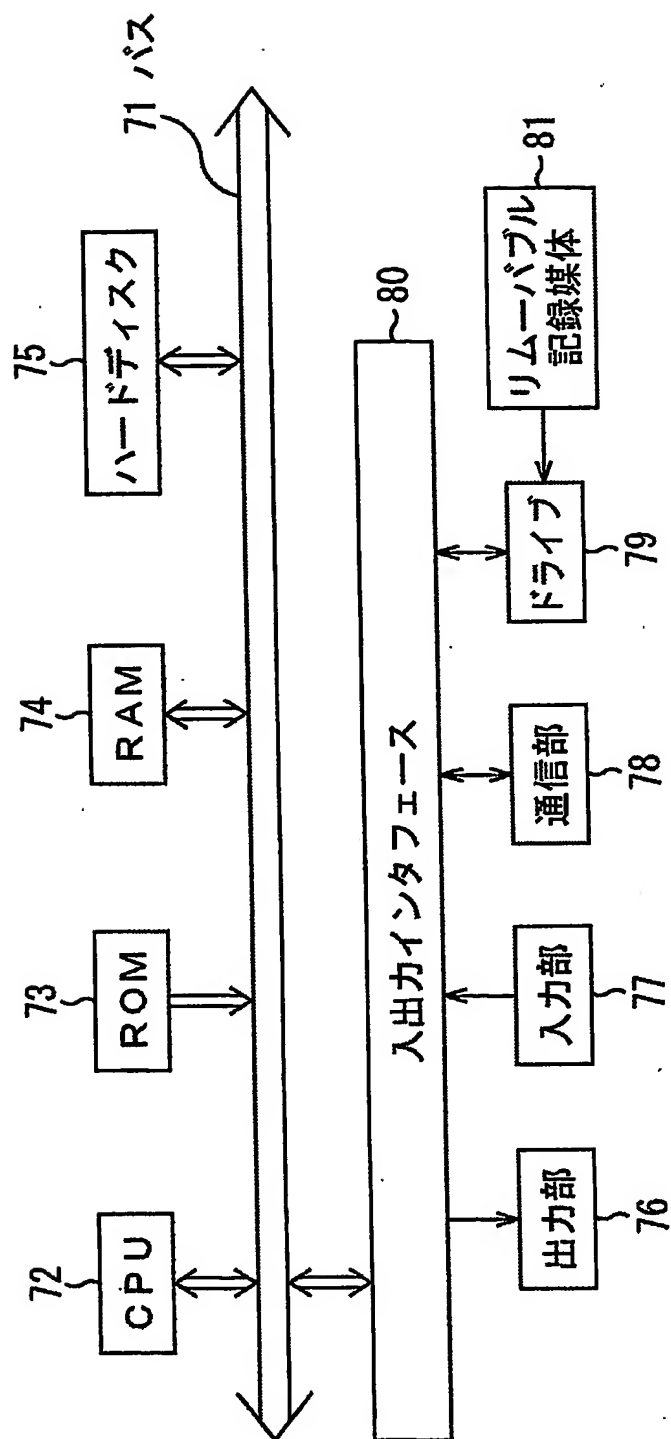 72
CPU
73
ROM
74
RAM
75
ハードディスク
71 バス
80
入出力インタフェース
出力部
76
入力部
77
通信部
78
ドライブ
79
リムーバブル
記録媒体
81